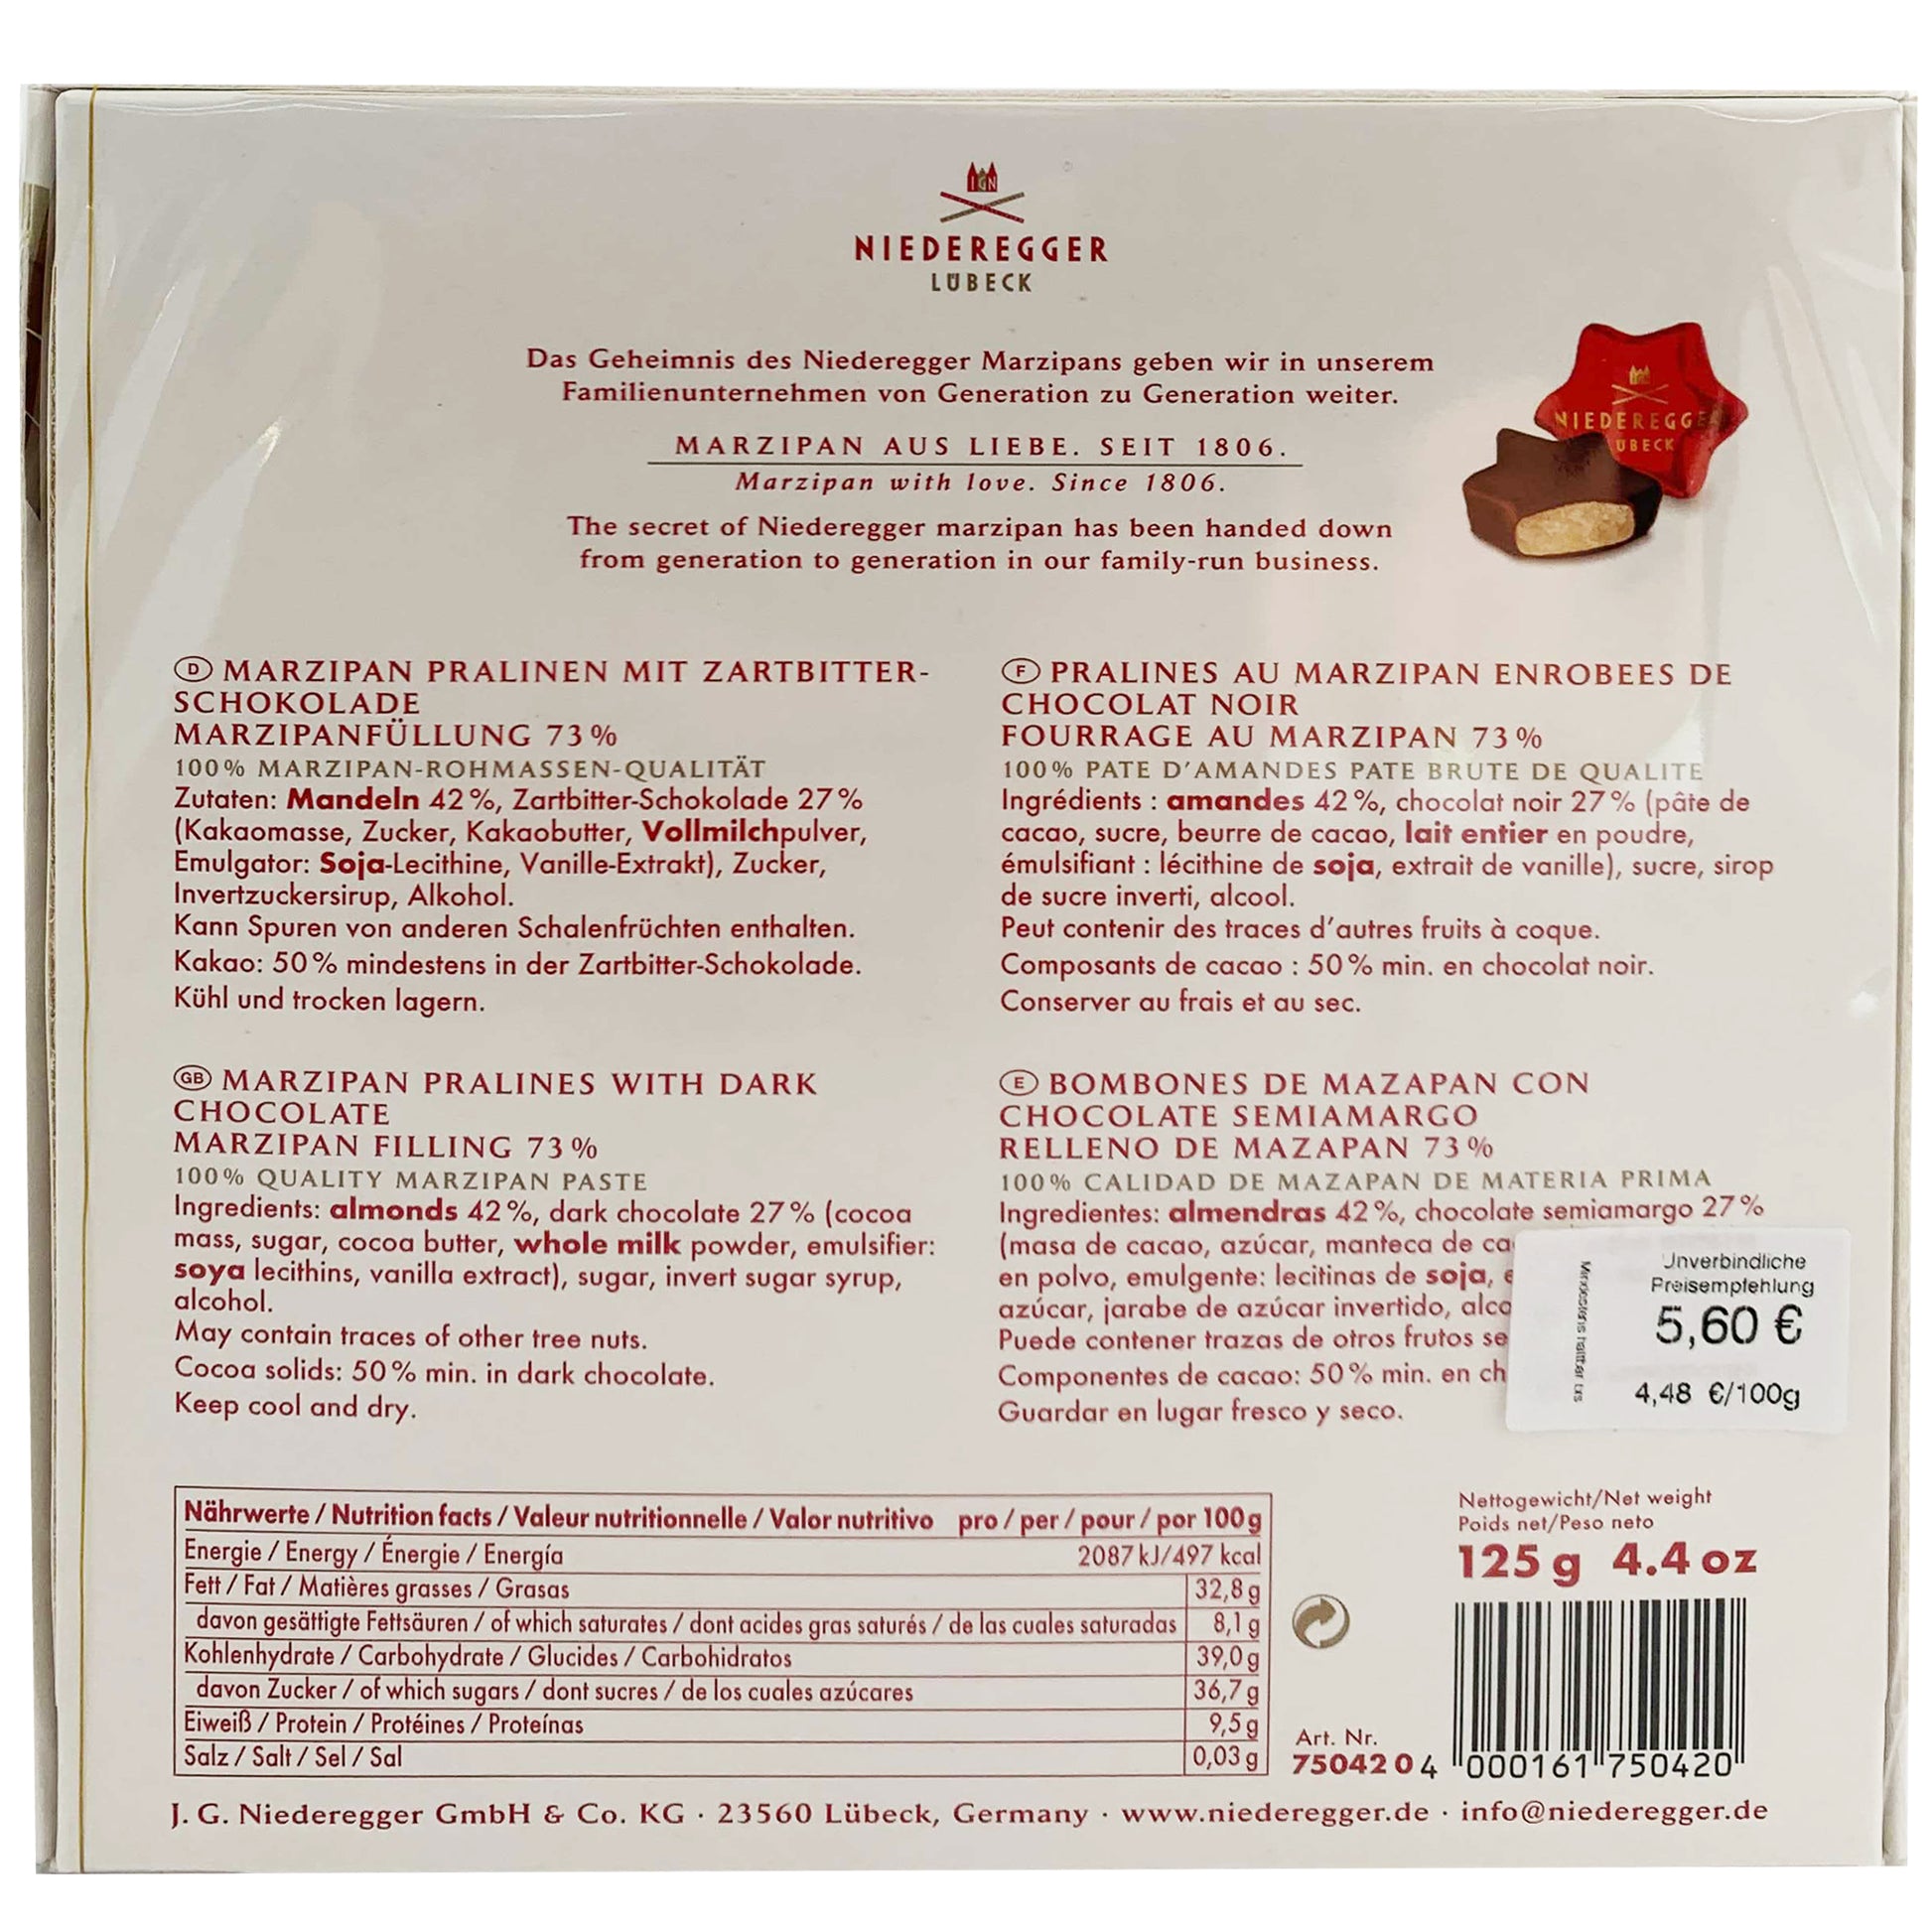 IGN
NIEDEREGGER
LÜBECK
Das Geheimnis des Niederegger Marzipans geben wir in unserem
Familienunternehmen von Generation zu Generation weiter.
MARZIPAN AUS LIEBE. SEIT 1806.
Marzipan with love. Since 1806.
The secret of Niederegger marzipan has been handed down
from generation to generation in our family-run business.
NIEDEREGGE
ÜBECK
D MARZIPAN PRALINEN MIT ZARTBITTER-
SCHOKOLADE
MARZIPANFÜLLUNG 73%
100% MARZIPAN-ROHMASSEN-QUALITÄT
Zutaten: Mandeln 42%, Zartbitter-Schokolade 27%
(Kakaomasse, Zucker, Kakaobutter, Vollmilchpulver,
Emulgator: Soja-Lecithine, Vanille-Extrakt), Zucker,
Invertzuckersirup, Alkohol.
Kann Spuren von anderen Schalenfrüchten enthalten.
Kakao: 50% mindestens in der Zartbitter-Schokolade.
Kühl und trocken lagern.
F PRALINES AU MARZIPAN ENROBEES DE
CHOCOLAT NOIR
FOURRAGE AU MARZIPAN 73%
100% PATE D'AMANDES PATE BRUTE DE QUALITE
Ingrédients : amandes 42%, chocolat noir 27% (pâte de
cacao, sucre, beurre de cacao, lait entier en poudre,
émulsifiant : lécithine de soja, extrait de vanille), sucre, sirop
de sucre inverti, alcool.
Peut contenir des traces d'autres fruits à coque.
Composants de cacao : 50% min. en chocolat noir.
Conserver au frais et au sec.
GB MARZIPAN PRALINES WITH DARK
CHOCOLATE
MARZIPAN FILLING 73%
100% QUALITY MARZIPAN PASTE
Ingredients: almonds 42%, dark chocolate 27% (cocoa
mass, sugar, cocoa butter, whole milk powder, emulsifier:
soya lecithins, vanilla extract), sugar, invert sugar syrup,
alcohol.
May contain traces of other tree nuts.
Cocoa solids: 50% min. in dark chocolate.
Keep cool and dry.
E BOMBONES DE MAZAPAN CON
CHOCOLATE SEMIAMARGO
RELLENO DE MAZAPAN 73%
100% CALIDAD DE MAZAPAN DE MATERIA PRIMA
Ingredientes: almendras 42%, chocolate semiamargo 27%
(masa de cacao, azúcar, manteca de ca
en polvo, emulgente: lecitinas de soja, e
azúcar, jarabe de azúcar invertido, alco
Puede contener trazas de otros frutos se
Componentes de cacao: 50% min. en ch
Guardar en lugar fresco y seco.
Unverbindliche
Preisempfehlung
5,60 €
4,48 €/100g
Nährwerte / Nutrition facts / Valeur nutritionnelle / Valor nutritivo pro / per / pour / por 100g
Energie / Energy / Énergie / Energía 2087 kJ/497 kcal
Fett / Fat / Matières grasses / Grasas 32,8g
davon gesättigte Fettsäuren / of which saturates / dont acides gras saturés / de las cuales saturadas 8,1g
Kohlenhydrate / Carbohydrate / Glucides / Carbohidratos 39,0g
davon Zucker / of which sugars / dont sucres / de los cuales azúcares 36,7g
Eiweiß / Protein / Protéines / Proteínas 9,5g
Salz / Salt / Sel / Sal 0,03g
Nettogewicht/Net weight
Poids net/Peso neto
125g 4.4 oz
Art. Nr.
7504204
4 000161 750420
J. G. Niederegger GmbH & Co. KG · 23560 Lübeck, Germany · www.niederegger.de · info@niederegger.de